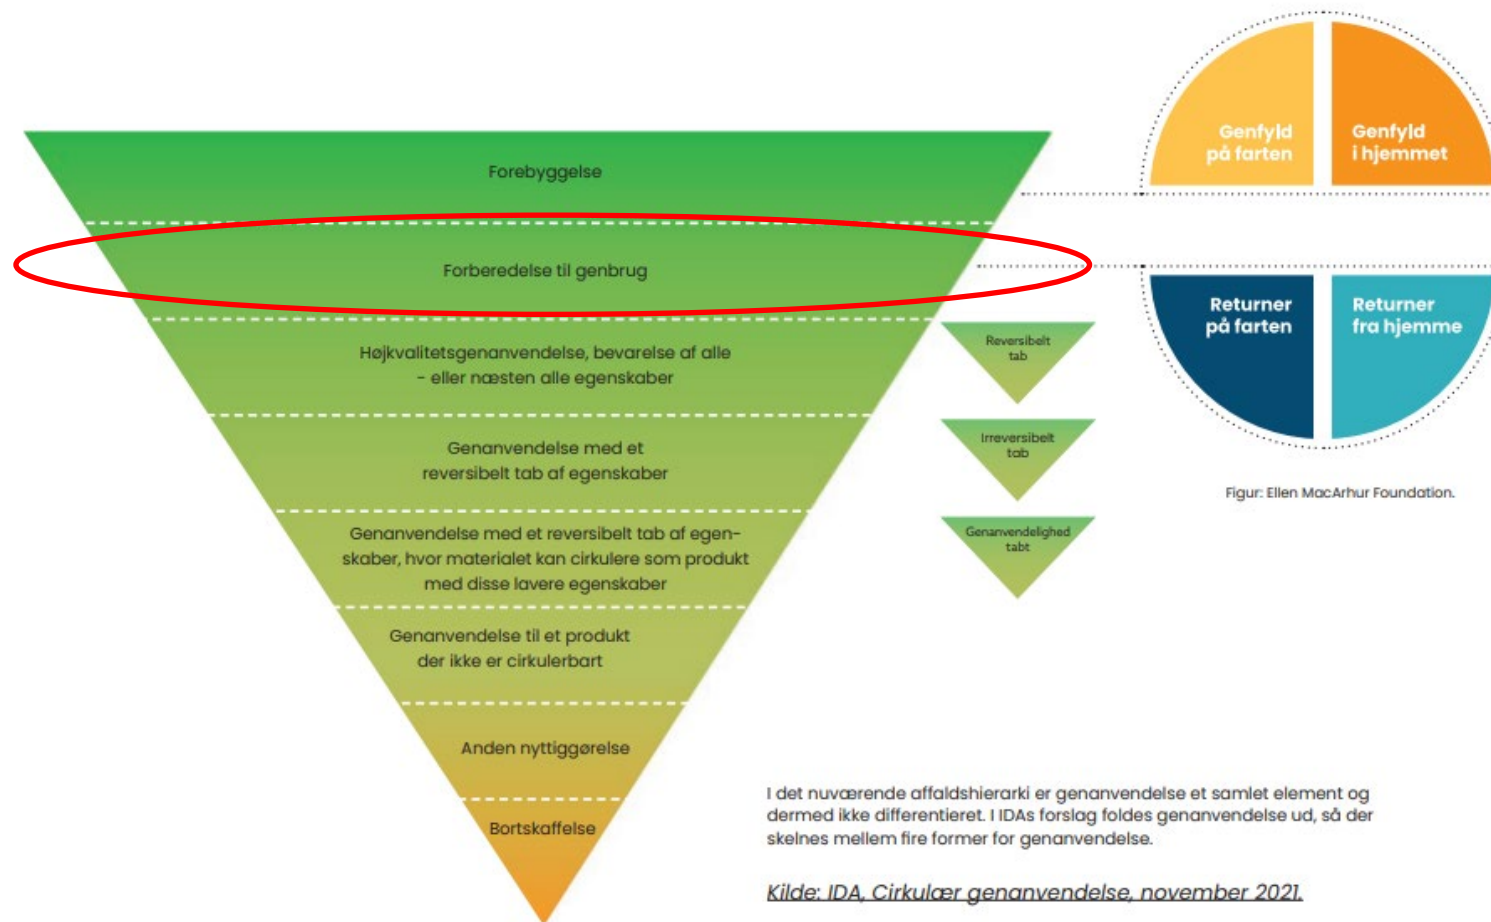 Forebyggelse
Forberedelse til genbrug
Højkvalitetsgenanvendelse, bevarelse af alle
- eller næsten alle egenskaber
Genanvendelse med et
reversibelt tab af egenskaber
Genanvendelse med et reversibelt tab af egen-
skaber, hvor materialet kan cirkulere som produkt
med disse lavere egenskaber
Genanvendelse til et produkt
der ikke er cirkulerbart
Anden nyttiggørelse
Bortskaffelse
Reversibelt
tab
Irreversibelt
tab
Genanvendelighed
tabt
Genfyld
på farten
Genfyld
i hjemmet
Returner
på farten
Returner
fra hjemme
Figur: Ellen MacArhur Foundation.
I det nuværende affaldshierarki er genanvendelse et samlet element og
dermed ikke differentieret. I IDAs forslag foldes genanvendelse ud, så der
skelnes mellem fire former for genanvendelse.
Kilde: IDA, Cirkulær genanvendelse, november 2021.